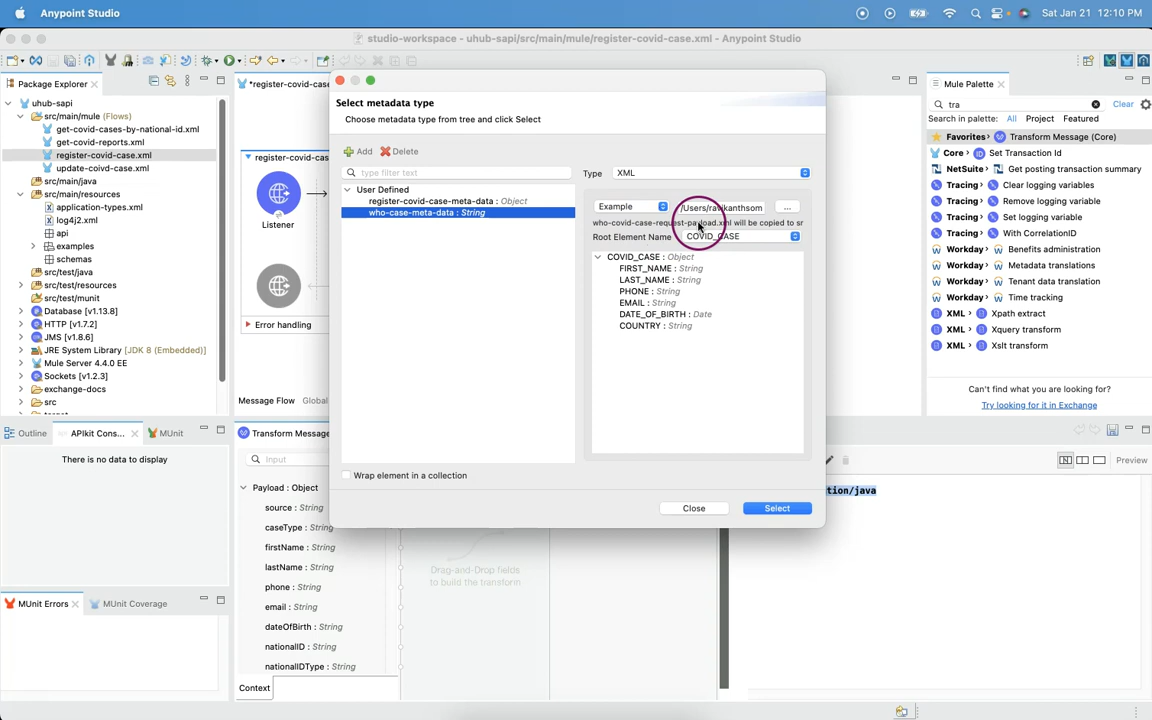 Anypoint Studio
Sat Jan 21 12:10 PM
studio-workspace - uhub-sapi/src/main/mule/register-covid-case.xml - Anypoint Studio
Package Explorer
uhub-sapi
src/main/mule (Flows)
get-covid-cases-by-national-id.xml
get-covid-reports.xml
register-covid-case.xml
update-coivd-case.xml
src/main/java
src/main/resources
application-types.xml
log4j2.xml
api
examples
schemas
src/test/java
src/test/resources
src/test/munit
Database [v1.13.8]
HTTP [v1.7.2]
JMS [v1.8.6]
JRE System Library [JDK 8 (Embedded)]
Mule Server 4.4.0 EE
Sockets [v1.2.3]
exchange-docs
src
*register-covid-case
register-covid-cas
Listener
Error handling
Message Flow Global
Select metadata type
Choose metadata type from tree and click Select
Add Delete
type filter text
User Defined
register-covid-case-meta-data : Object
who-case-meta-data : String
Type XML
Example /Users/ravikanthsom ...
who-covid-case-request-payload.xml will be copied to sr
Root Element Name COVID_CASE
COVID_CASE : Object
FIRST_NAME : String
LAST_NAME : String
PHONE : String
EMAIL : String
DATE_OF_BIRTH : Date
COUNTRY : String
Wrap element in a collection
Close Select
Mule Palette
tra Clear
Search in palette: All Project Featured
Favorites› Transform Message (Core)
Core › Set Transaction Id
NetSuite › Get posting transaction summary
Tracing › Clear logging variables
Tracing › Remove logging variable
Tracing › Set logging variable
Tracing › With CorrelationID
Workday › Benefits administration
Workday › Metadata translations
Workday › Tenant data translation
Workday › Time tracking
XML › Xpath extract
XML › Xquery transform
XML › Xslt transform
Can't find what you are looking for?
Try looking for it in Exchange
Outline APIkit Cons... MUnit
There is no data to display
MUnit Errors MUnit Coverage
Transform Message
Input
Payload : Object
source : String
caseType : String
firstName : String
lastName : String
phone : String
email : String
dateOfBirth : String
nationalID : String
nationalIDType : String
Context
Drag-and-Drop fields
to build the transform
Preview
tion/java